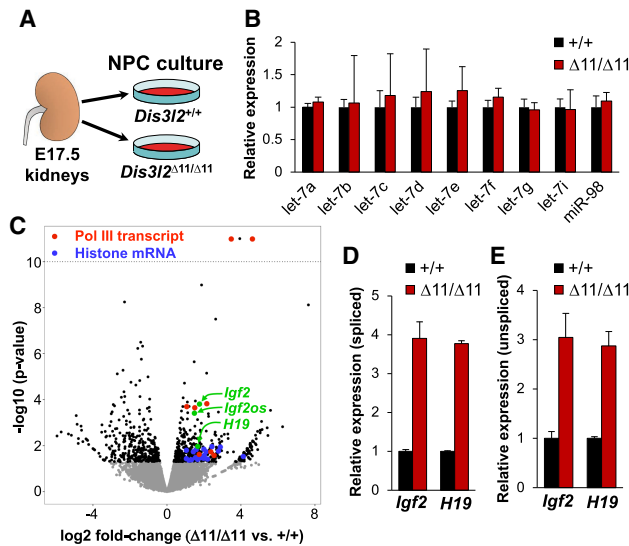 A
NPC culture
Dis3l2+/+
Dis3l2Δ11/Δ11
E17.5
kidneys
B
Relative expression
2
1.5
1
0.5
0
+/+
Δ11/Δ11
let-7a
let-7b
let-7c
let-7d
let-7e
let-7f
let-7g
let-7i
miR-98
C
Pol III transcript
Histone mRNA
-log10 (p-value)
10
8
6
4
2
0
Igf2
Igf2os
H19
-4
0
4
8
log2 fold-change (Δ11/Δ11 vs. +/+)
D
+/+
Δ11/Δ11
Relative expression (spliced)
5
4
3
2
1
0
Igf2
H19
E
+/+
Δ11/Δ11
Relative expression (unspliced)
4
3
2
1
0
Igf2
H19